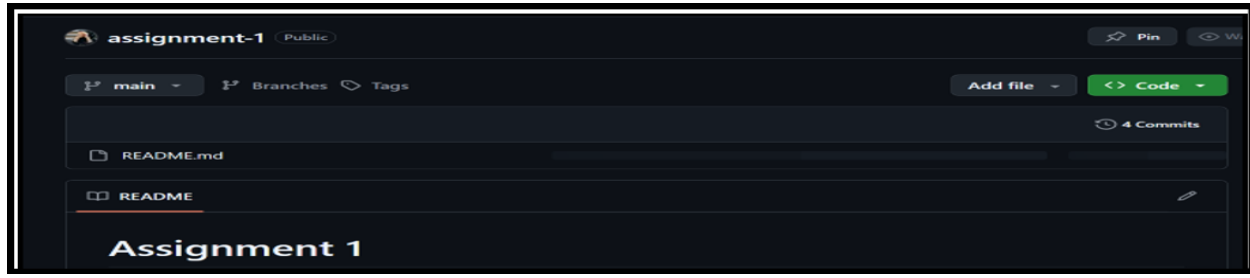 assignment-1 Public Pin
main Branches Tags Add file <> Code
4 Commits
README.md
README
Assignment 1